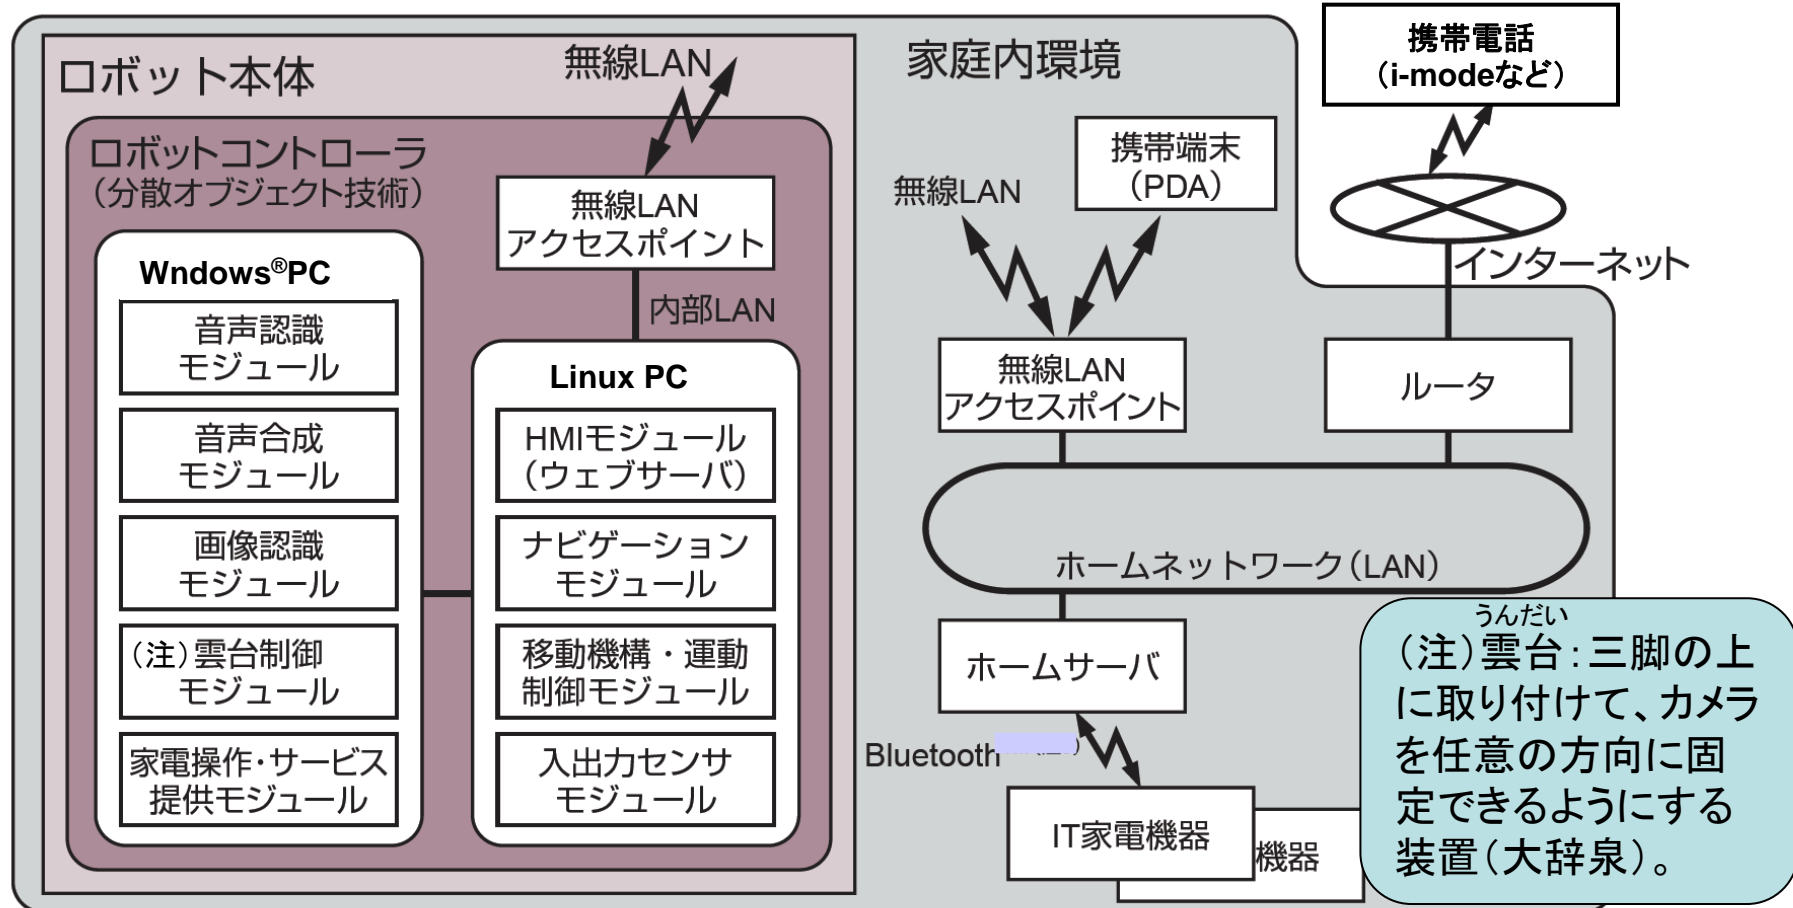 ロボット本体
無線LAN
ロボットコントローラ
（分散オブジェクト技術）
無線LAN
アクセスポイント
内部LAN
Wndows®PC
音声認識
モジュール
音声合成
モジュール
画像認識
モジュール
（注）雲台制御
モジュール
家電操作・サービス
提供モジュール
Linux PC
HMIモジュール
（ウェブサーバ）
ナビゲーション
モジュール
移動機構・運動
制御モジュール
入出力センサ
モジュール
家庭内環境
携帯電話
（i-modeなど）
携帯端末
（PDA）
無線LAN
インターネット
無線LAN
アクセスポイント
ルータ
ホームネットワーク（LAN）
ホームサーバ
Bluetooth
IT家電機器
機器
うんだい
（注）雲台：三脚の上
に取り付けて、カメラ
を任意の方向に固
定できるようにする
装置（大辞泉）。